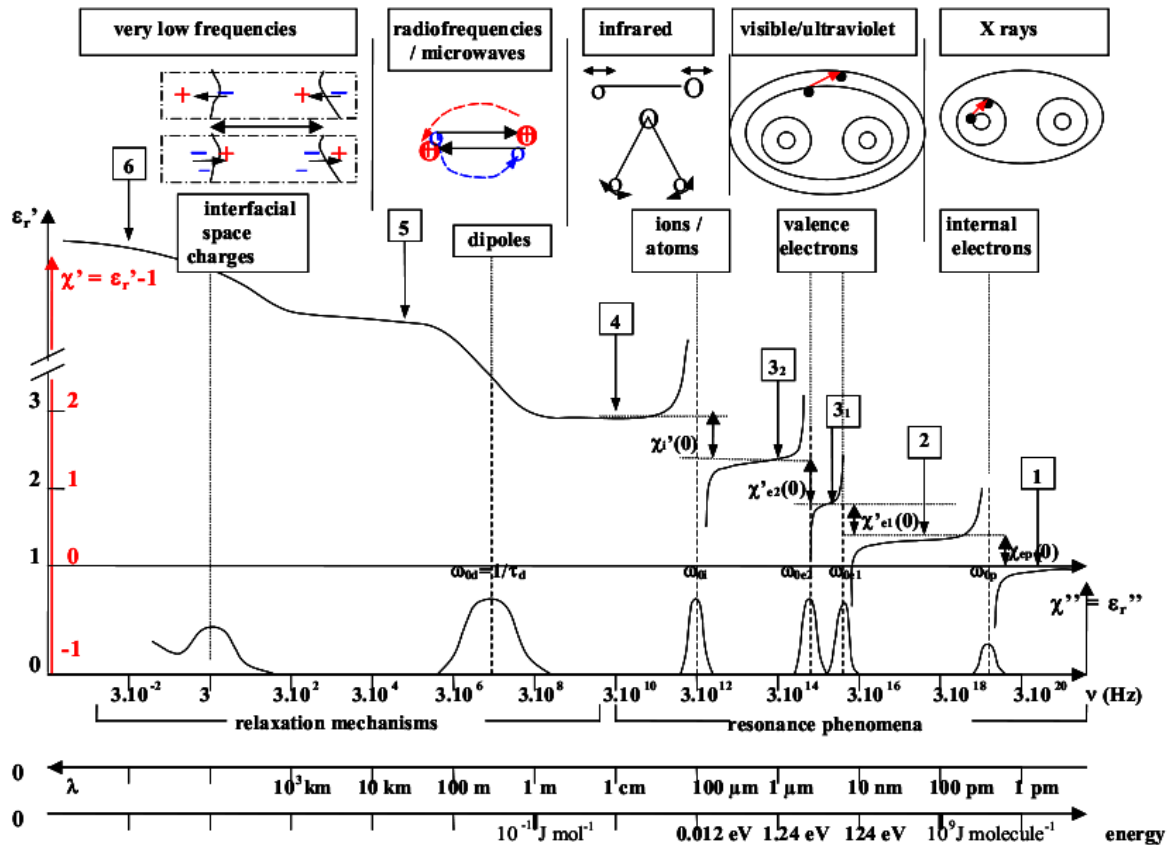 very low frequencies
radiofrequencies
/ microwaves
infrared
visible/ultraviolet
X rays
+ − + −
− + − +
− −
6
εr’
interfacial
space
charges
5
dipoles
ions /
atoms
valence
electrons
internal
electrons
χ’ = εr’-1
4
3₂
3₁
2
1
3 2
2 1
1 0
0 -1
χi’(0)
χ’e2(0)
χ’e1(0)
χep(0)
ω0d=1/τd
ω0i
ω0e2
ω0e1
ω0p
χ’’ = εr’’
3.10⁻² 3 3.10² 3.10⁴ 3.10⁶ 3.10⁸ 3.10¹⁰ 3.10¹² 3.10¹⁴ 3.10¹⁶ 3.10¹⁸ 3.10²⁰ ν (Hz)
relaxation mechanisms
resonance phenomena
0
λ 10³ km 10 km 100 m 1 m 1 cm 100 µm 1 µm 10 nm 100 pm 1 pm
0
10⁻¹ J mol⁻¹ 0.012 eV 1.24 eV 124 eV 10⁹J molecule⁻¹ energy